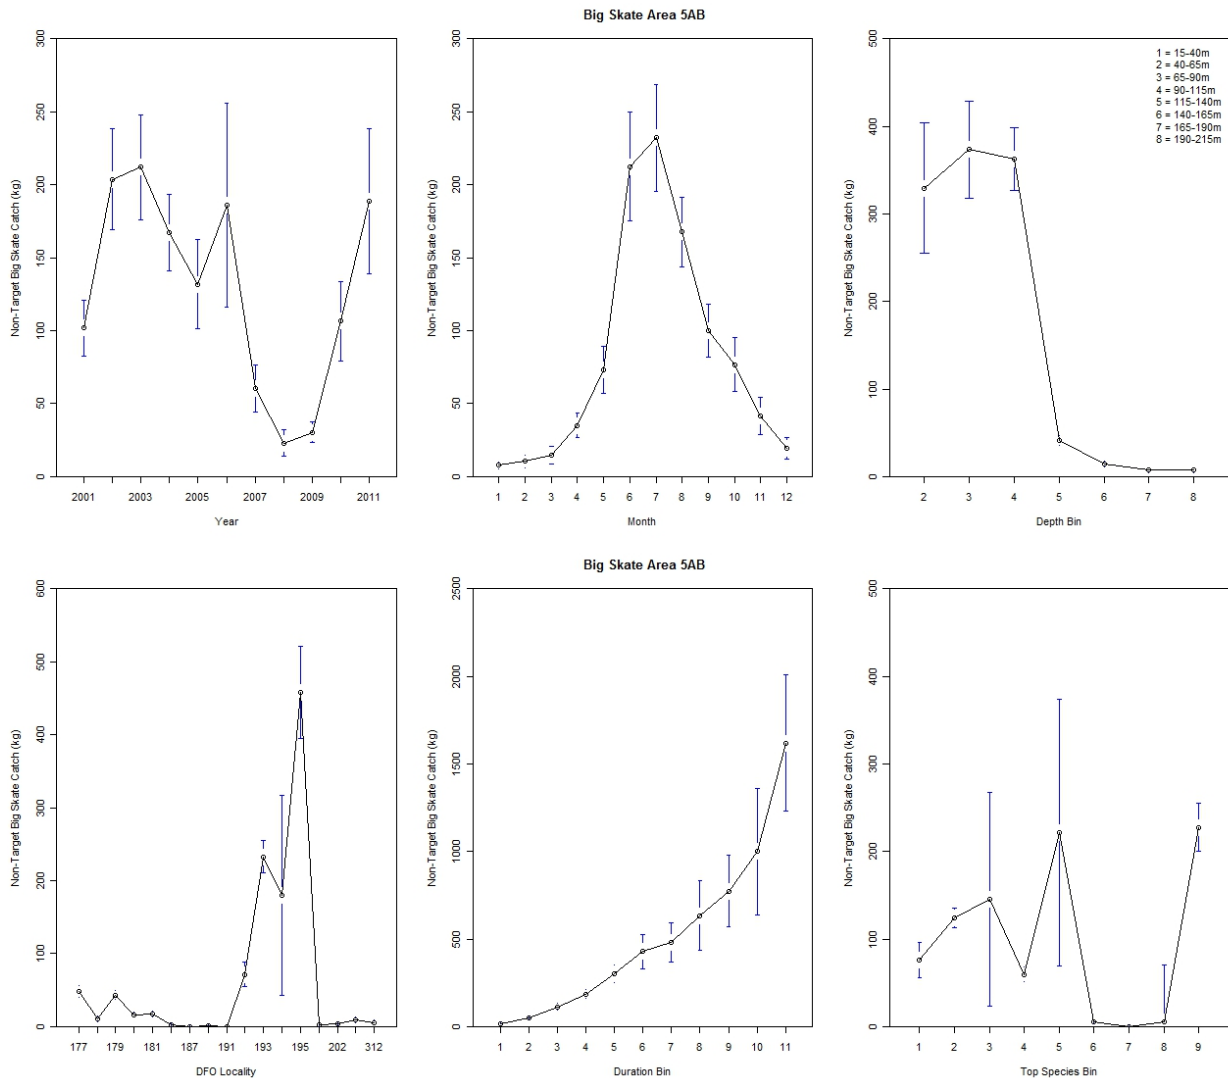 Big Skate Area 5AB
Non-Target Big Skate Catch (kg)
300
250
200
150
100
50
0
2001 2003 2005 2007 2009 2011
Year
Non-Target Big Skate Catch (kg)
300
250
200
150
100
50
0
1 2 3 4 5 6 7 8 9 10 11 12
Month
Non-Target Big Skate Catch (kg)
500
400
300
200
100
0
1 = 15-40m
2 = 40-65m
3 = 65-90m
4 = 90-115m
5 = 115-140m
6 = 140-165m
7 = 165-190m
8 = 190-215m
2 3 4 5 6 7 8
Depth Bin
Big Skate Area 5AB
Non-Target Big Skate Catch (kg)
600
500
400
300
200
100
0
177 179 181 187 191 193 195 202 312
DFO Locality
Non-Target Big Skate Catch (kg)
2500
2000
1500
1000
500
0
1 2 3 4 5 6 7 8 9 10 11
Duration Bin
Non-Target Big Skate Catch (kg)
500
400
300
200
100
0
1 2 3 4 5 6 7 8 9
Top Species Bin